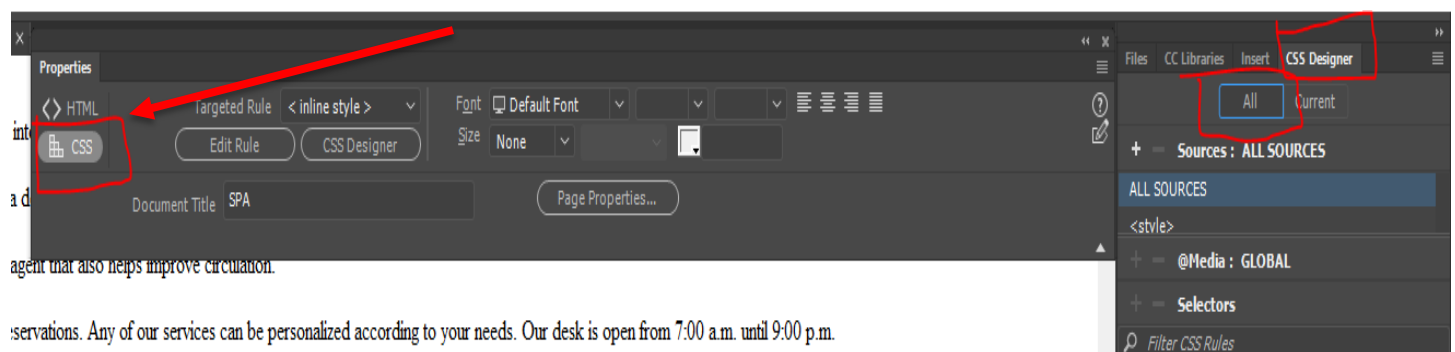 Properties
HTML
CSS
Targeted Rule < inline style >
Edit Rule CSS Designer
Font Default Font
Size None
Document Title SPA
Page Properties...
Files CC Libraries Insert CSS Designer
All Current
+ − Sources : ALL SOURCES
ALL SOURCES
<style>
+ − @Media : GLOBAL
+ − Selectors
Filter CSS Rules
a d
agent that also helps improve circulation.
Any of our services can be personalized according to your needs. Our desk is open from 7:00 a.m. until 9:00 p.m.